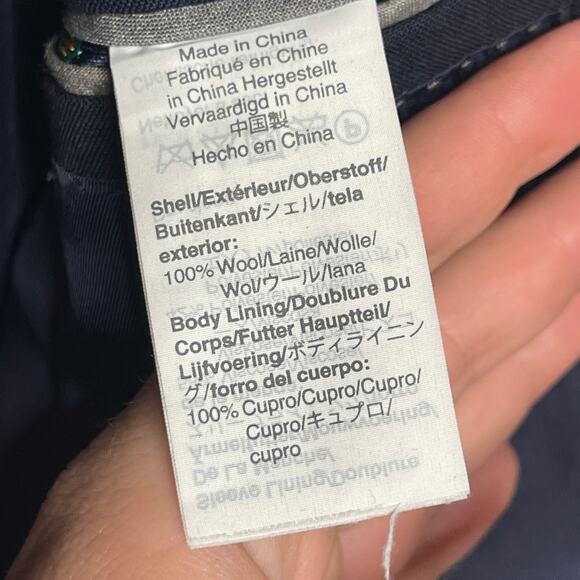 Made in China
Fabriqué en Chine
in China Hergestellt
Vervaardigd in China
中国製
Hecho en China
Shell/Extérieur/Oberstoff/
Buitenkant/シェル/tela
exterior:
100% Wool/Laine/Wolle/
Wol/ウール/lana
Body Lining/Doublure Du
Corps/Futter Hauptteil/
Lijfvoering/ボディライニン
グ/forro del cuerpo:
100% Cupro/Cupro/Cupro/
Cupro/キュプロ/
cupro